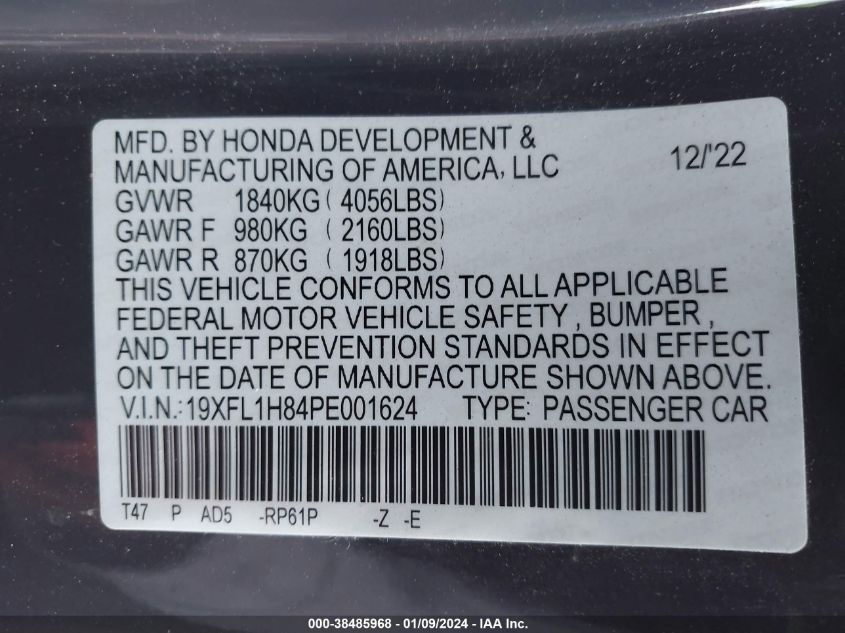 MFD. BY HONDA DEVELOPMENT &
MANUFACTURING OF AMERICA, LLC 12/'22
GVWR 1840KG ( 4056LBS)
GAWR F 980KG ( 2160LBS)
GAWR R 870KG ( 1918LBS)
THIS VEHICLE CONFORMS TO ALL APPLICABLE
FEDERAL MOTOR VEHICLE SAFETY , BUMPER ,
AND THEFT PREVENTION STANDARDS IN EFFECT
ON THE DATE OF MANUFACTURE SHOWN ABOVE.
V.I.N.:19XFL1H84PE001624 TYPE: PASSENGER CAR
T47 P AD5 -RP61P -Z -E
000-38485968 - 01/09/2024 - IAA Inc.